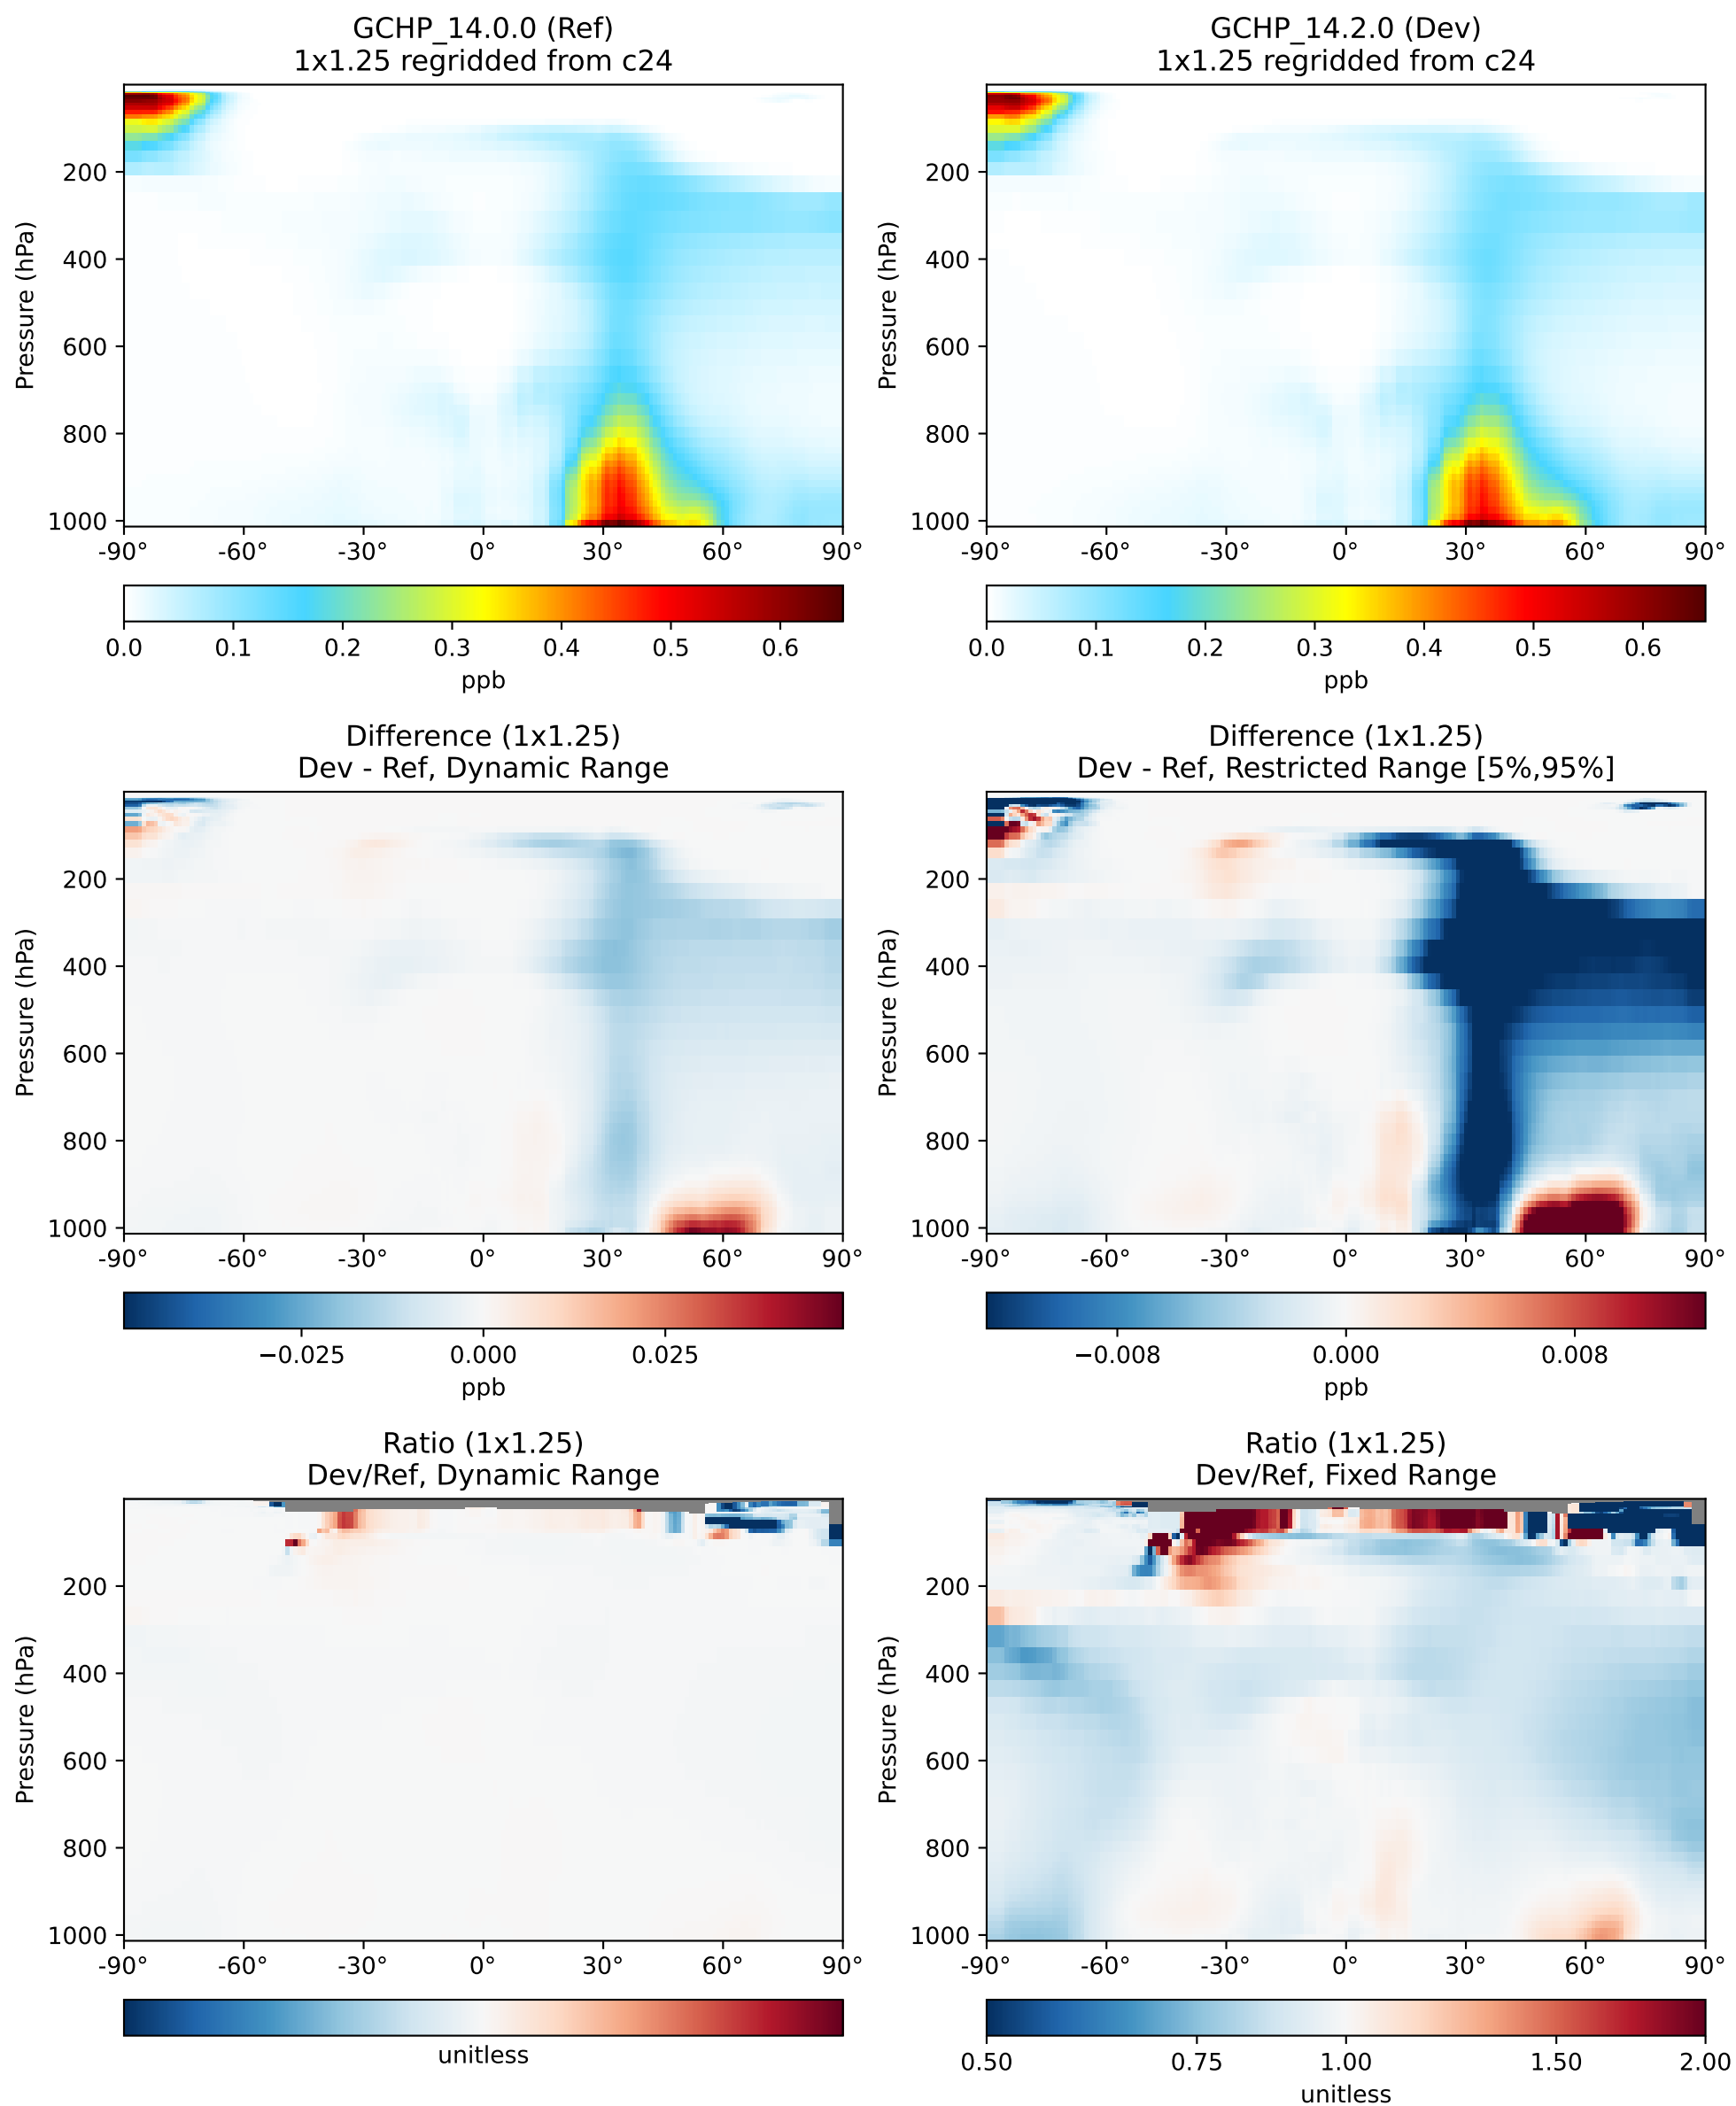 GCHP_14.0.0 (Ref)
1x1.25 regridded from c24
Pressure (hPa)
200
400
600
800
1000
-90° -60° -30° 0° 30° 60° 90°
0.0 0.1 0.2 0.3 0.4 0.5 0.6
ppb
GCHP_14.2.0 (Dev)
1x1.25 regridded from c24
Pressure (hPa)
200
400
600
800
1000
-90° -60° -30° 0° 30° 60° 90°
0.0 0.1 0.2 0.3 0.4 0.5 0.6
ppb
Difference (1x1.25)
Dev - Ref, Dynamic Range
Pressure (hPa)
200
400
600
800
1000
-90° -60° -30° 0° 30° 60° 90°
−0.025 0.000 0.025
ppb
Difference (1x1.25)
Dev - Ref, Restricted Range [5%,95%]
Pressure (hPa)
200
400
600
800
1000
-90° -60° -30° 0° 30° 60° 90°
−0.008 0.000 0.008
ppb
Ratio (1x1.25)
Dev/Ref, Dynamic Range
Pressure (hPa)
200
400
600
800
1000
-90° -60° -30° 0° 30° 60° 90°
unitless
Ratio (1x1.25)
Dev/Ref, Fixed Range
Pressure (hPa)
200
400
600
800
1000
-90° -60° -30° 0° 30° 60° 90°
0.50 0.75 1.00 1.50 2.00
unitless